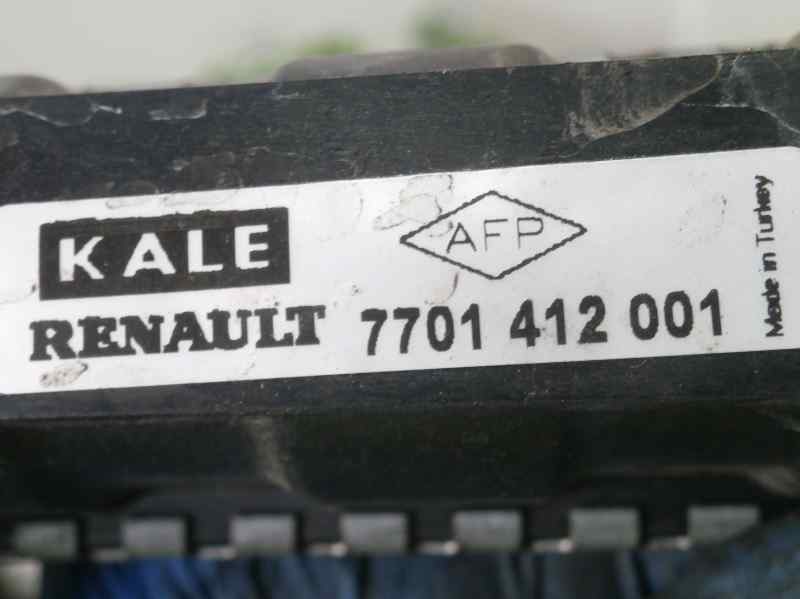 KALE
AFP
RENAULT 7701 412 001
Made in Turkey